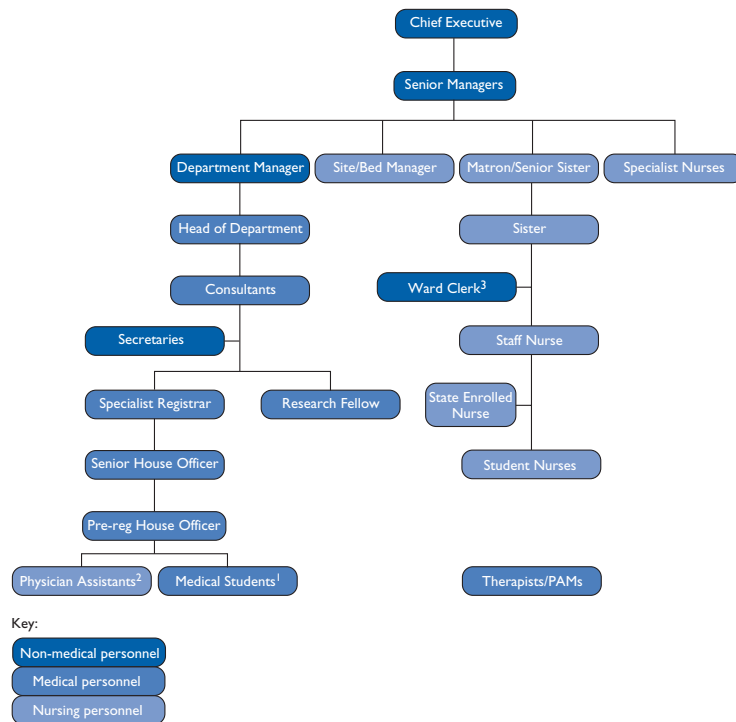 Chief Executive
Senior Managers
Department Manager
Site/Bed Manager
Matron/Senior Sister
Specialist Nurses
Head of Department
Sister
Consultants
Ward Clerk³
Secretaries
Staff Nurse
Specialist Registrar
Research Fellow
State Enrolled
Nurse
Senior House Officer
Student Nurses
Pre-reg House Officer
Physician Assistants²
Medical Students¹
Therapists/PAMs
Key:
Non-medical personnel
Medical personnel
Nursing personnel